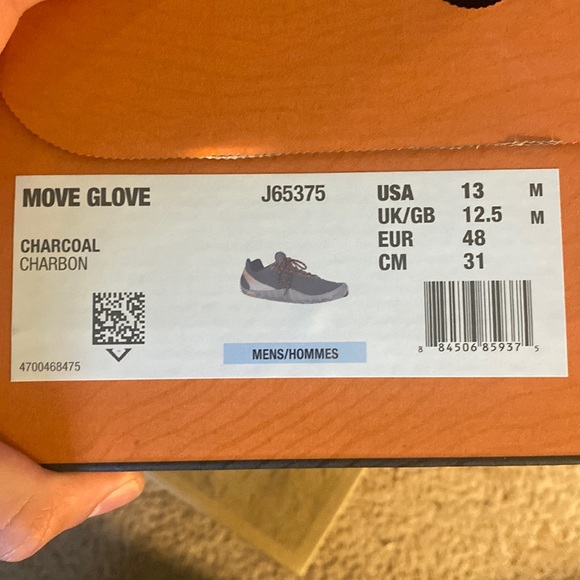 MOVE GLOVE J65375
USA 13 M
UK/GB 12.5 M
EUR 48
CM 31
CHARCOAL
CHARBON
4700468475
MENS/HOMMES
8 84506 85937 5